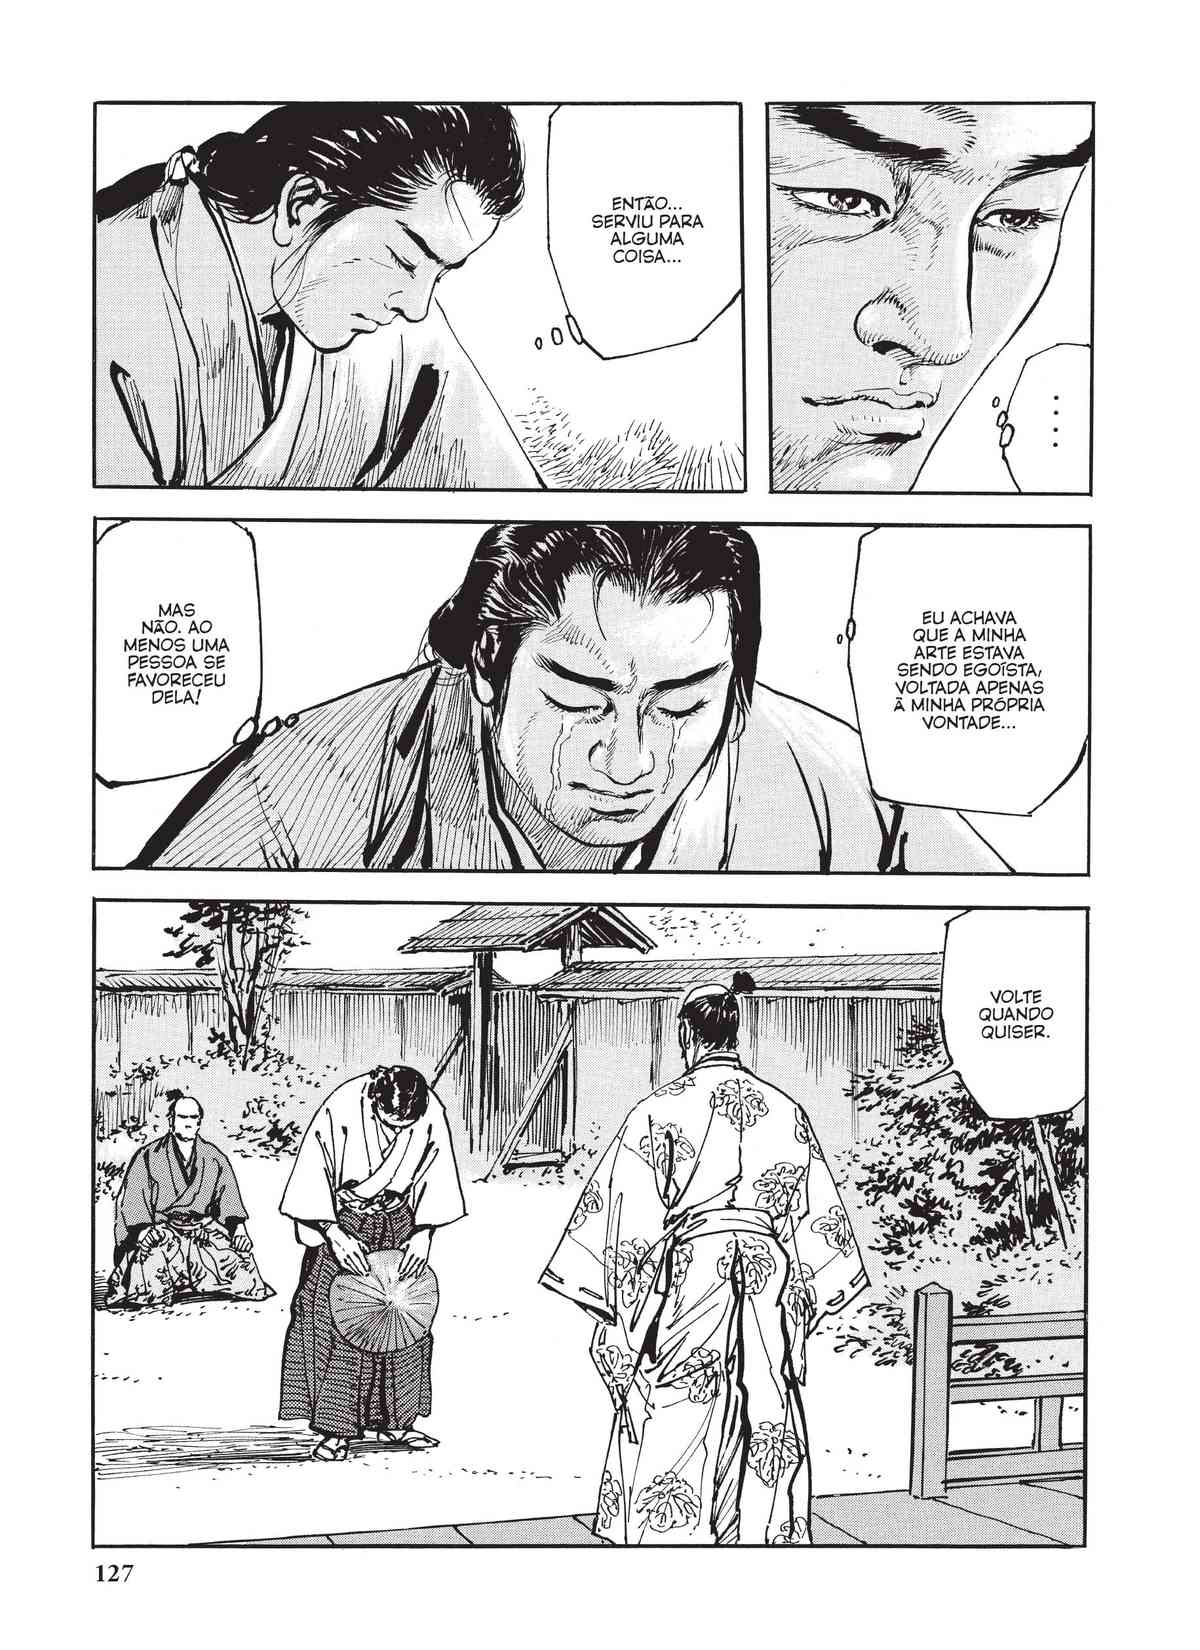 ....
ENTÃO...
SERVIU PARA
ALGUMA
COISA...
EU ACHAVA
QUE A MINHA
ARTE ESTAVA
SENDO EGOÍSTA,
VOLTADA APENAS
Ã MINHA PRÓPRIA
VONTADE...
MAS
NÃO. AO
MENOS UMA
PESSOA SE
FAVORECEU
DELA!
VOLTE
QUANDO
QUISER.
127